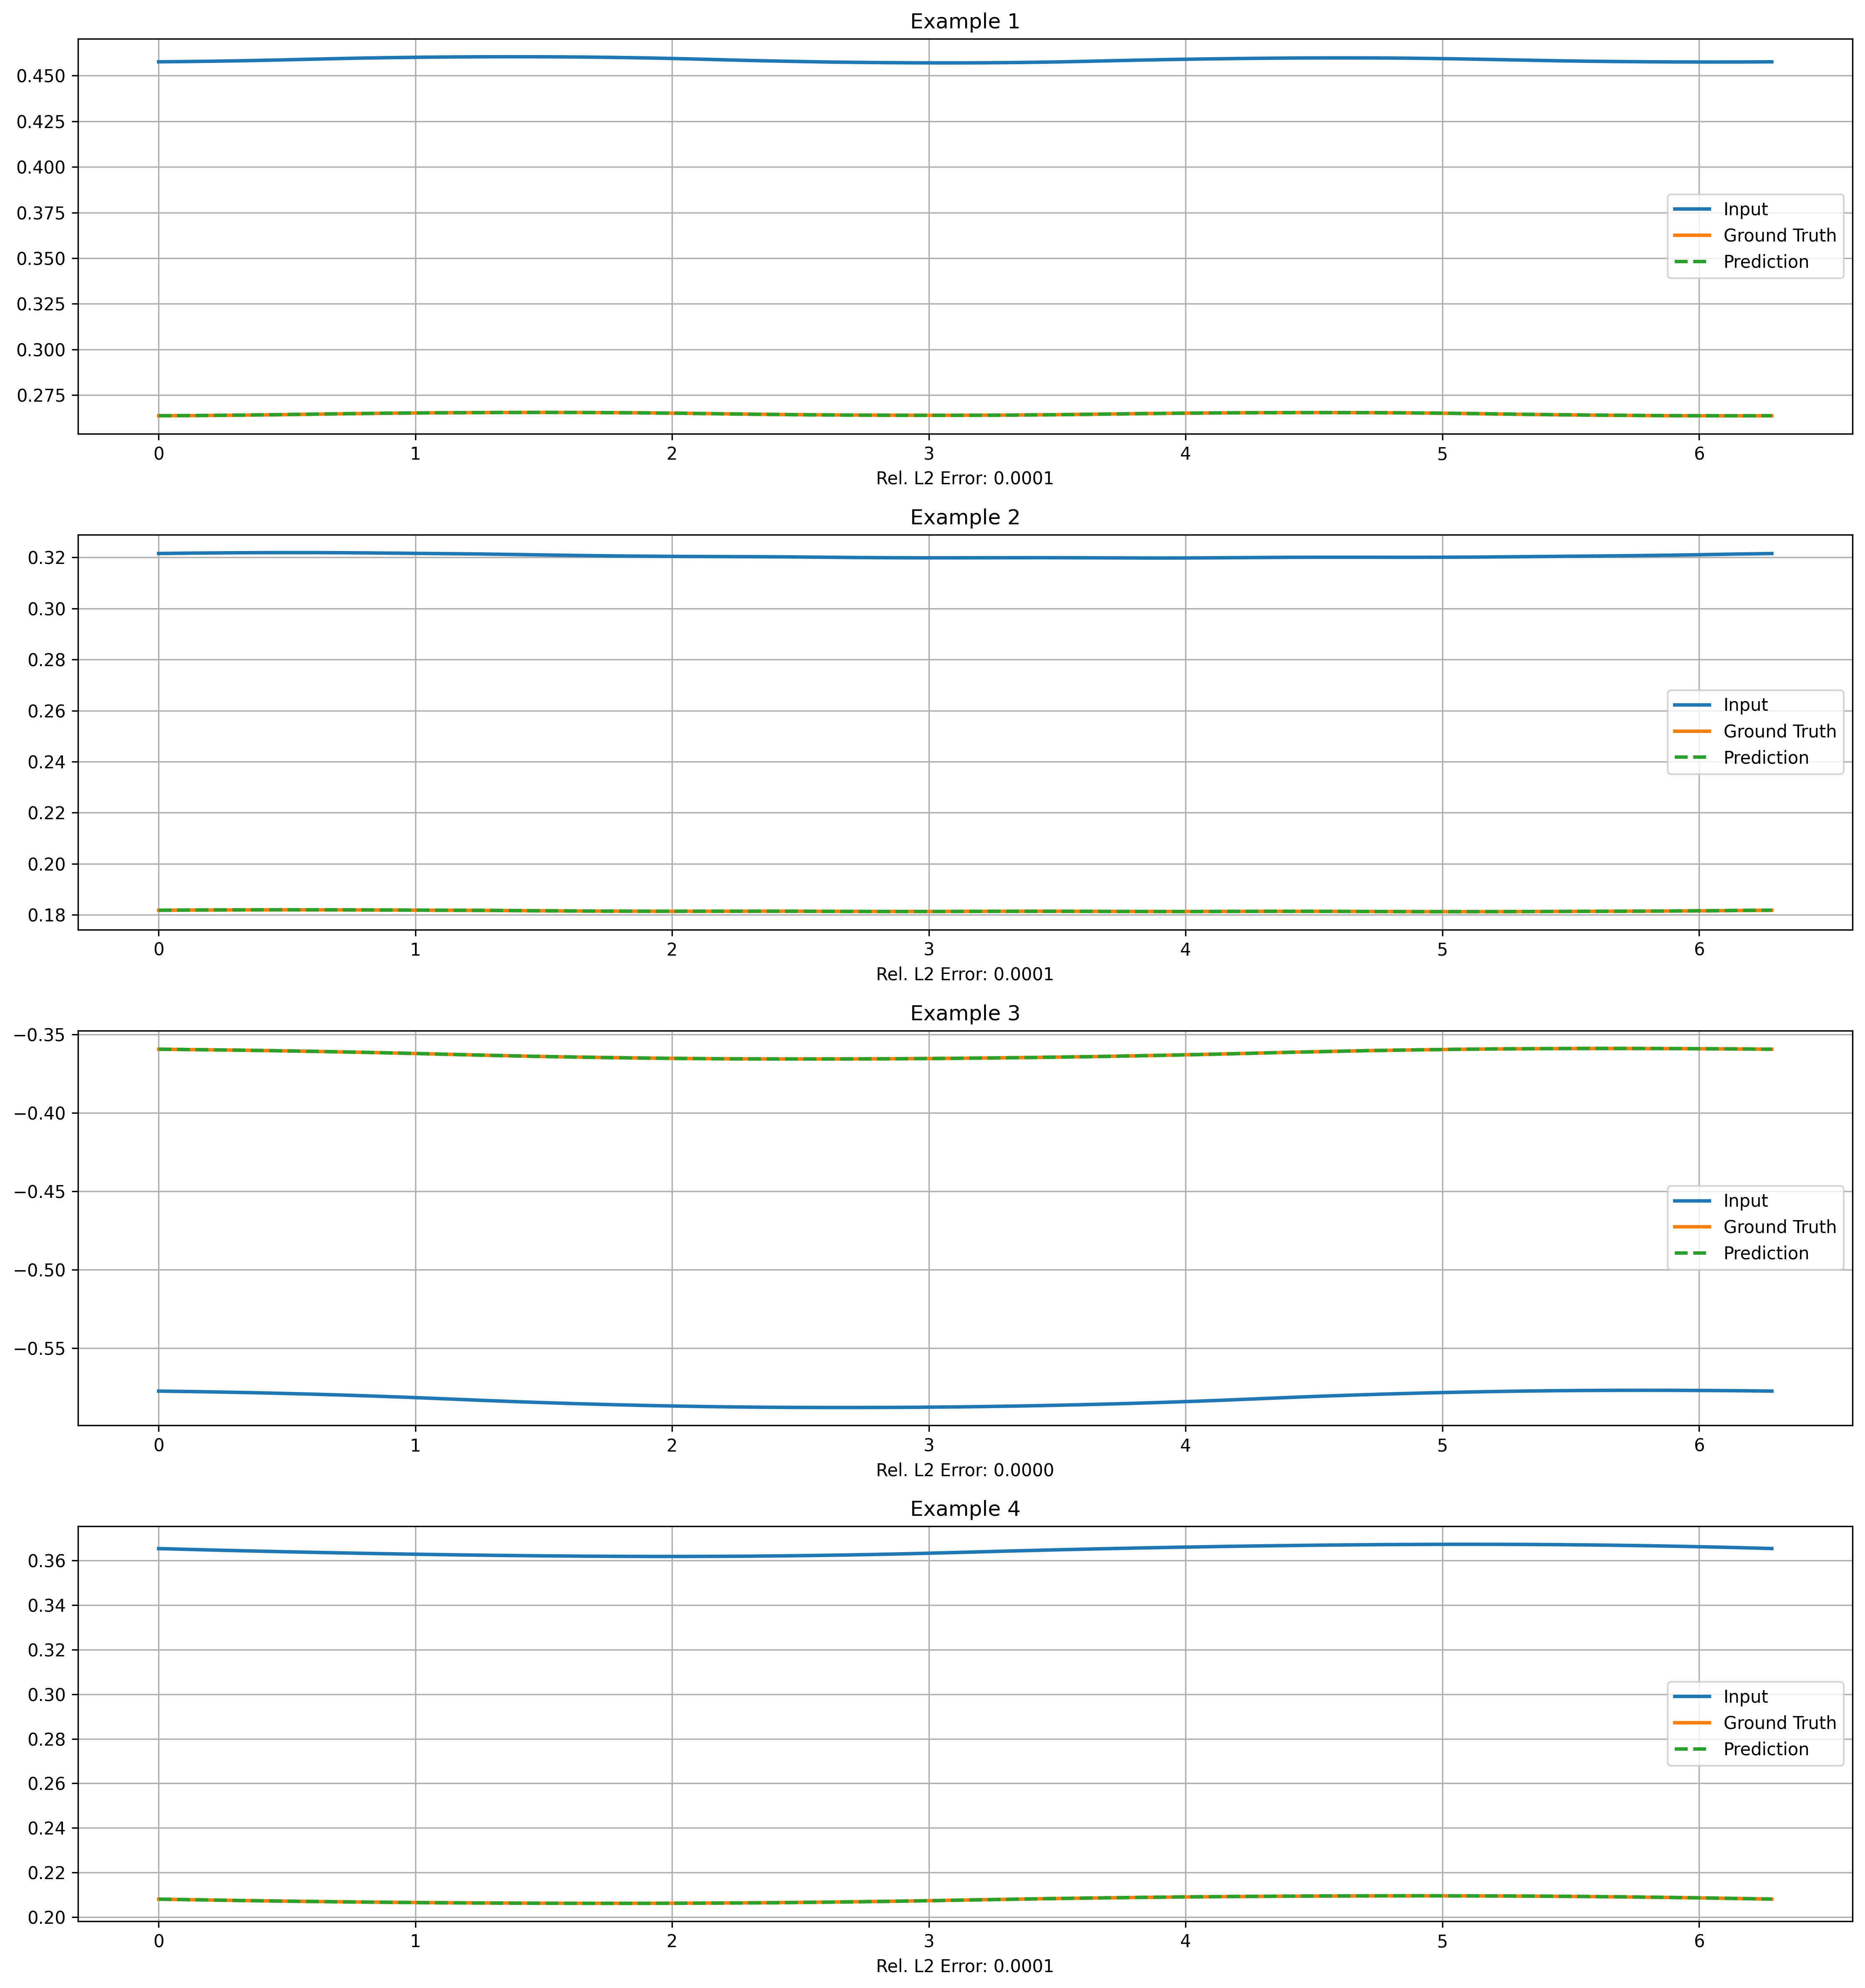 Example 1
0.450
0.425
0.400
0.375
0.350
0.325
0.300
0.275
Input
Ground Truth
Prediction
0 1 2 3 4 5 6
Rel. L2 Error: 0.0001
Example 2
0.32
0.30
0.28
0.26
0.24
0.22
0.20
0.18
Input
Ground Truth
Prediction
0 1 2 3 4 5 6
Rel. L2 Error: 0.0001
Example 3
−0.35
−0.40
−0.45
−0.50
−0.55
Input
Ground Truth
Prediction
0 1 2 3 4 5 6
Rel. L2 Error: 0.0000
Example 4
0.36
0.34
0.32
0.30
0.28
0.26
0.24
0.22
0.20
Input
Ground Truth
Prediction
0 1 2 3 4 5 6
Rel. L2 Error: 0.0001